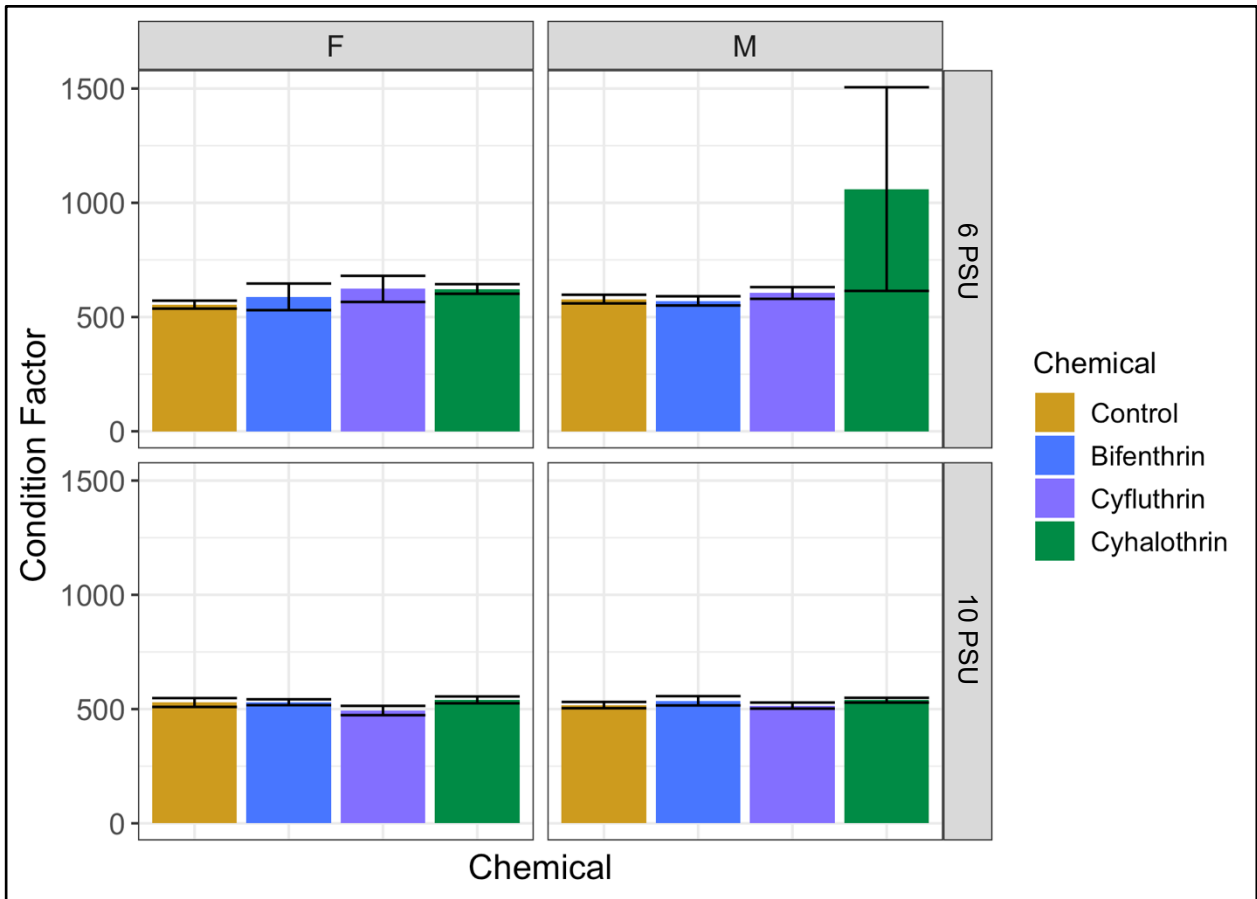 F
M
1500
1000
500
0
6 PSU
1500
1000
500
0
10 PSU
Condition Factor
Chemical
Chemical
Control
Bifenthrin
Cyfluthrin
Cyhalothrin